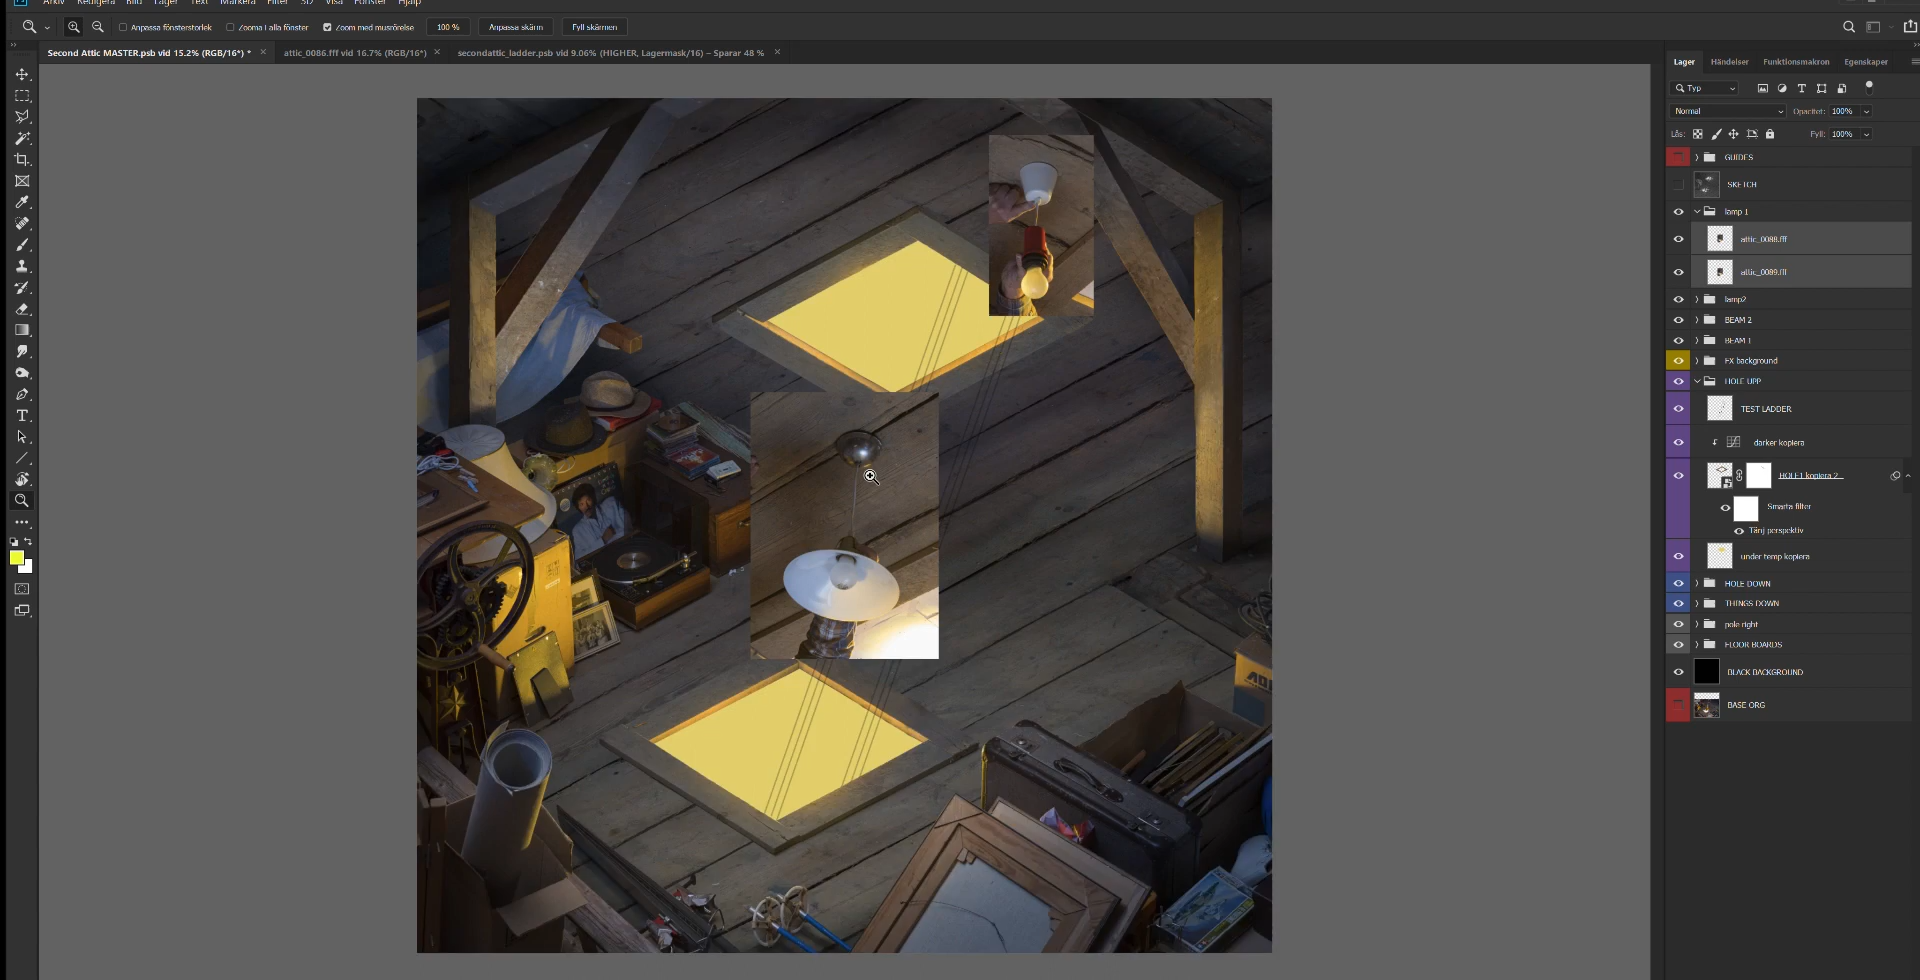 Arkiv Redigera Bild Lager Text Markera Filter 3D Visa Fönster Hjälp
Anpassa fönsterstorlek Zooma I alla fönster Zoom med musrörelse 100 % Anpassa skärm Fyll skärmen
Second Attic MASTER.psb vid 15.2% (RGB/16*) * attic_0086.fff vid 16.7% (RGB/16*) secondattic_ladder.psb vid 9.06% (HIGHER, Lagermask/16) – Sparar 48 %
Lager Händelser Funktionsmakron Egenskaper
Typ
Normal Opacitet: 100%
Lås: Fyll: 100%
GUIDES
SKETCH
lamp 1
attic_0088.fff
attic_0089.fff
lamp2
BEAM 2
BEAM 1
FX background
HOLE UPP
TEST LADDER
darker kopiera
HOLE1 kopiera 2
Smarta filter
Tänj perspektiv
under temp kopiera
HOLE DOWN
THINGS DOWN
pole right
FLOOR BOARDS
BLACK BACKGROUND
BASE ORG